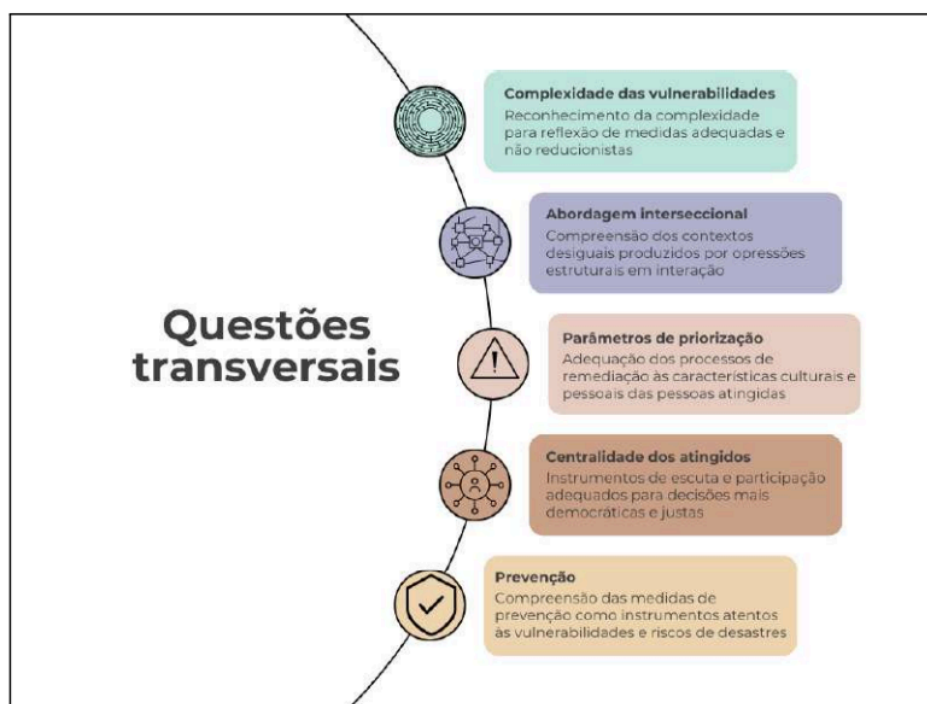 Questões
transversais
Complexidade das vulnerabilidades
Reconhecimento da complexidade
para reflexão de medidas adequadas e
não reducionistas
Abordagem interseccional
Compreensão dos contextos
desiguais produzidos por opressões
estruturais em interação
Parâmetros de priorização
Adequação dos processos de
remediação às características culturais e
pessoais das pessoas atingidas
Centralidade dos atingidos
Instrumentos de escuta e participação
adequados para decisões mais
democráticas e justas
Prevenção
Compreensão das medidas de
prevenção como instrumentos atentos
às vulnerabilidades e riscos de desastres